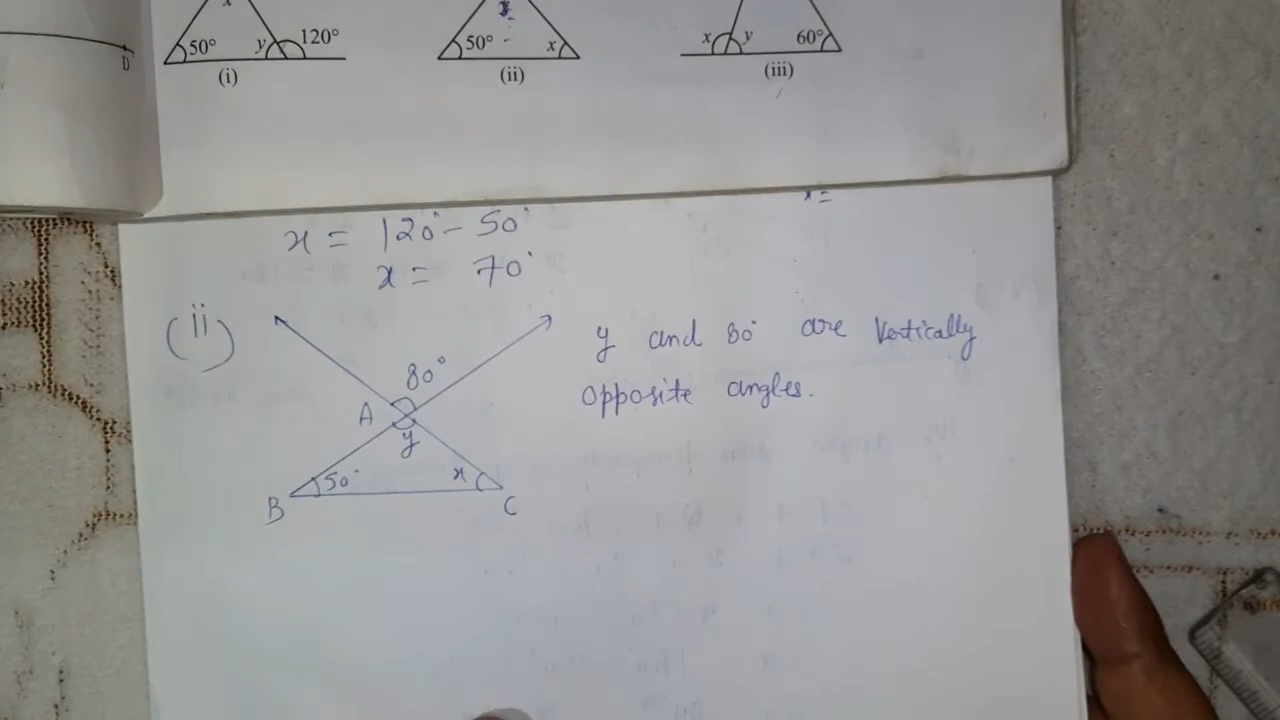 x
50°
y
120°
(i)
50°
x
(ii)
x
y
60°
(iii)
D
x = 120° - 50°
x = 70°
(ii)
80°
A
y
50°
x
B
C
y and 80° are vertically
opposite angles.